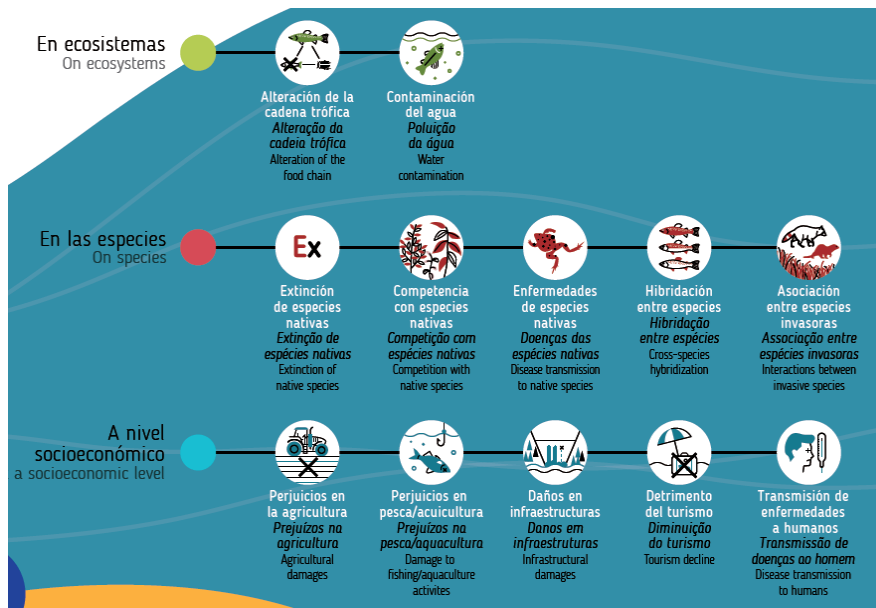 En ecosistemas
On ecosystems
Alteración de la
cadena trófica
Alteração da
cadeia trófica
Alteration of the
food chain
Contaminación
del agua
Poluição
da água
Water
contamination
En las especies
On species
Ex
Extinción
de especies
nativas
Extinção de
espécies nativas
Extinction of
native species
Competencia
con especies
nativas
Competição com
espécies nativas
Competition with
native species
Enfermedades
de especies
nativas
Doenças das
espécies nativas
Disease transmission
to native species
Hibridación
entre especies
Hibridação
entre espécies
Cross-species
hybridization
Asociación
entre especies
invasoras
Associação entre
espécies invasoras
Interactions between
invasive species
A nivel
socioeconómico
a socioeconomic level
Perjuicios en
la agricultura
Prejuízos na
agricultura
Agricultural
damages
Perjuicios en
pesca/acuicultura
Prejuízos na
pesca/aquacultura
Damage to
fishing/aquaculture
activites
Daños en
infraestructuras
Danos em
infraestruturas
Infrastructural
damages
Detrimento
del turismo
Diminuição
do turismo
Tourism decline
Transmisión de
enfermedades
a humanos
Transmissão de
doenças ao homem
Disease transmission
to humans